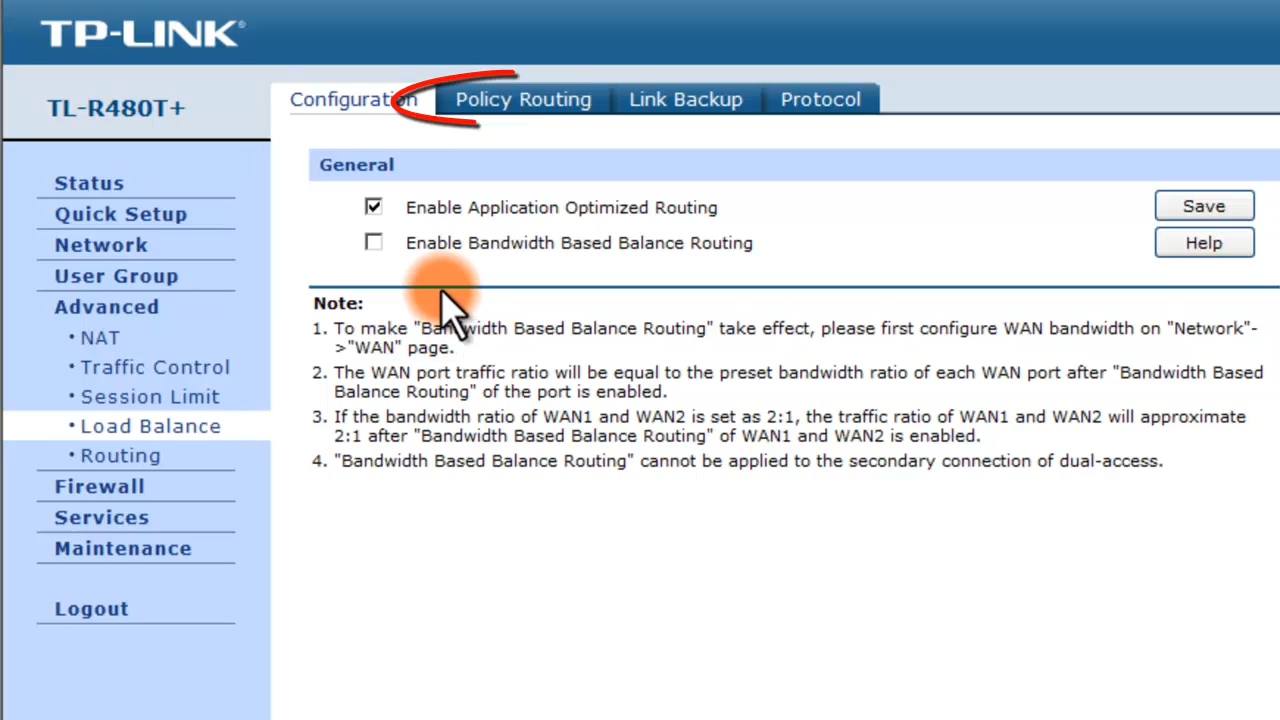 TP-LINK®
TL-R480T+
Configuration
Policy Routing
Link Backup
Protocol
Status
Quick Setup
Network
User Group
Advanced
• NAT
• Traffic Control
• Session Limit
• Load Balance
• Routing
Firewall
Services
Maintenance
Logout
General
Enable Application Optimized Routing
Save
Enable Bandwidth Based Balance Routing
Help
Note:
1. To make "Bandwidth Based Balance Routing" take effect, please first configure WAN bandwidth on "Network"-
>"WAN" page.
2. The WAN port traffic ratio will be equal to the preset bandwidth ratio of each WAN port after "Bandwidth Based
Balance Routing" of the port is enabled.
3. If the bandwidth ratio of WAN1 and WAN2 is set as 2:1, the traffic ratio of WAN1 and WAN2 will approximate
2:1 after "Bandwidth Based Balance Routing" of WAN1 and WAN2 is enabled.
4. "Bandwidth Based Balance Routing" cannot be applied to the secondary connection of dual-access.